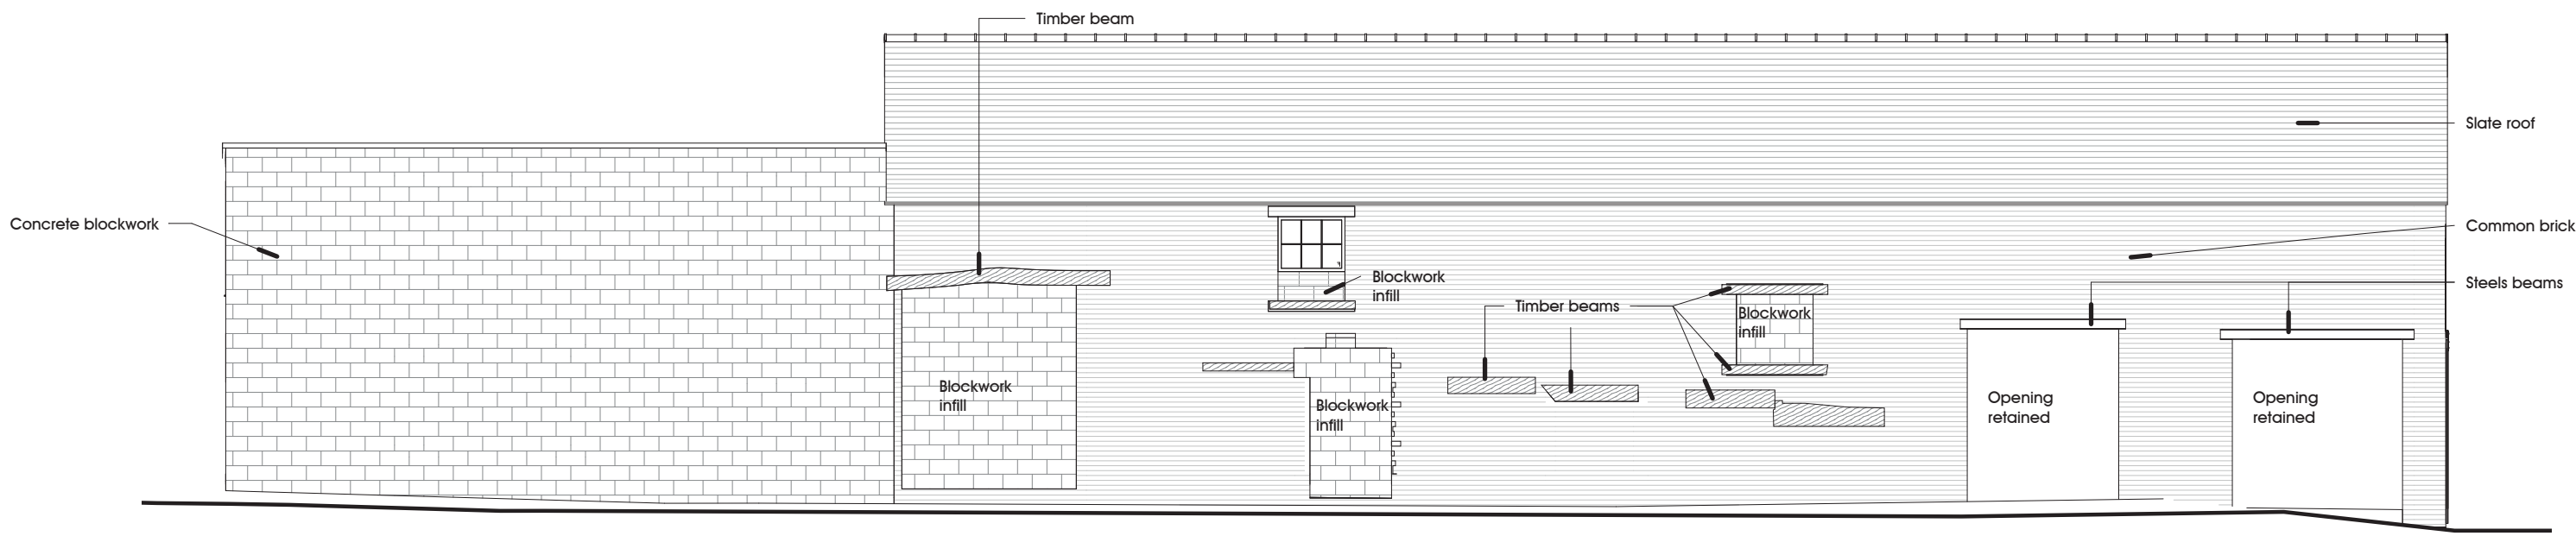 Timber beam
Slate roof
Concrete blockwork
Common brick
Blockwork
infill
Steels beams
Timber beams
Blockwork
infill
Blockwork
infill
Blockwork
infill
Opening
retained
Opening
retained